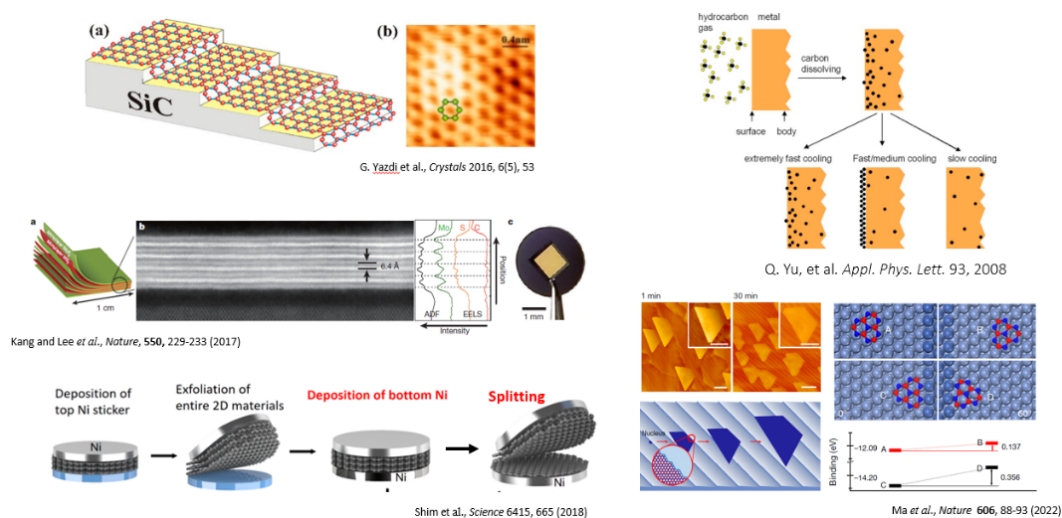 (a)
SiC
(b)
0.4nm
G. Yazdi et al., Crystals 2016, 6(5), 53
hydrocarbon gas
metal
carbon dissolving
surface
body
extremely fast cooling
Fast/medium cooling
slow cooling
Q. Yu, et al. Appl. Phys. Lett. 93, 2008
a
1 cm
b
6.4 Å
Mo
S
C
ADF
EELS
Intensity
Position
c
1 mm
Kang and Lee et al., Nature, 550, 229-233 (2017)
Deposition of top Ni sticker
Ni
Exfoliation of entire 2D materials
Deposition of bottom Ni
Ni
Splitting
Ni
Shim et al., Science 6415, 665 (2018)
1 min
30 min
Nucleus
A
B
C
D
0°
Binding (eV)
−12.09
−14.20
A
B
0.137
C
D
0.356
Ma et al., Nature 606, 88-93 (2022)